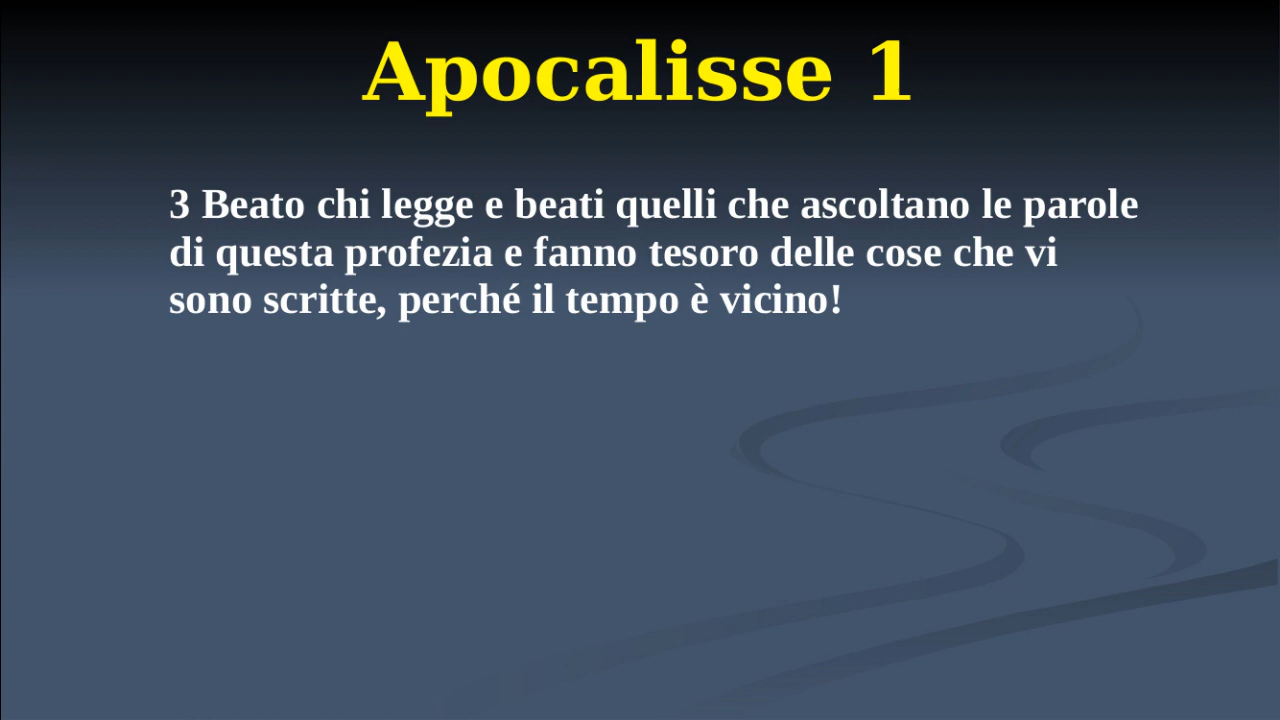 Apocalisse 1
3 Beato chi legge e beati quelli che ascoltano le parole
di questa profezia e fanno tesoro delle cose che vi
sono scritte, perché il tempo è vicino!